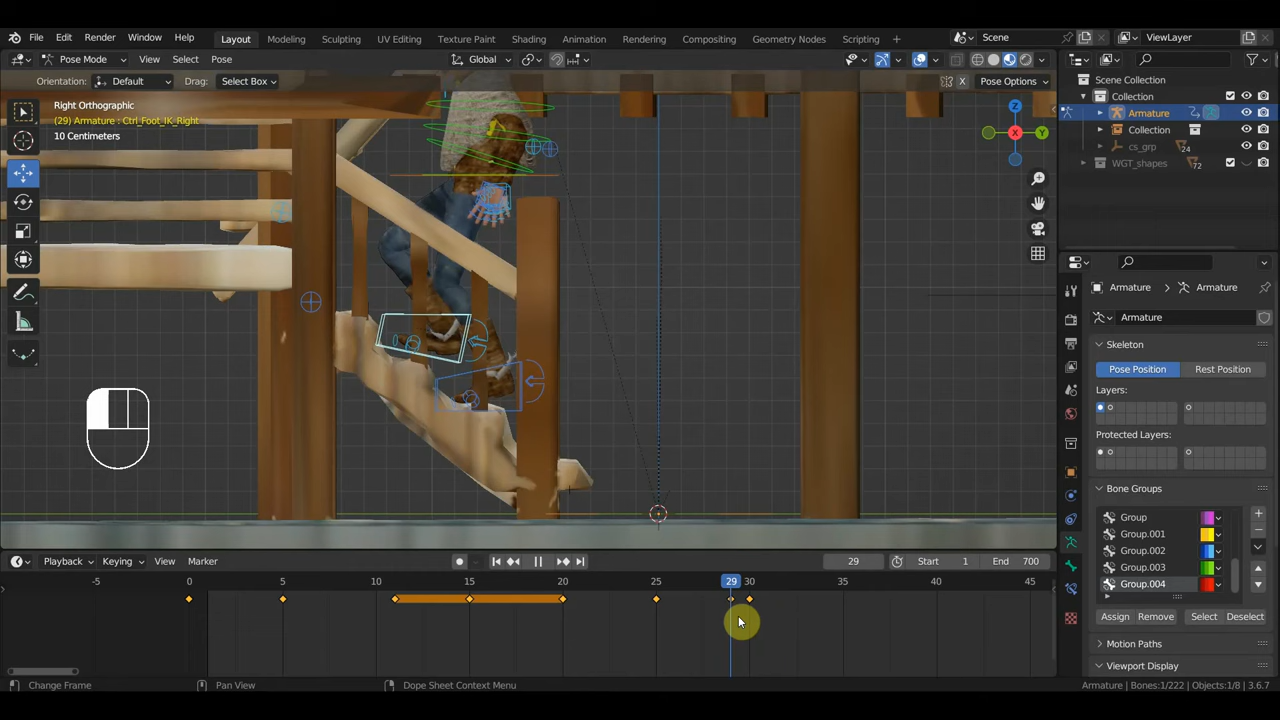 File Edit Render Window Help Layout Modeling Sculpting UV Editing Texture Paint Shading Animation Rendering Compositing Geometry Nodes Scripting Scene ViewLayer
Pose Mode View Select Pose Global
Orientation: Default Drag: Select Box X Pose Options
Right Orthographic
(29) Armature : Ctrl_Foot_IK_Right
10 Centimeters
Z
X
Y
Scene Collection
Collection
Armature
Collection
cs_grp 24
WGT_shapes 72
Armature Armature
Armature
Skeleton
Pose Position Rest Position
Layers:
Protected Layers:
Bone Groups
Group
Group.001
Group.002
Group.003
Group.004
Assign Remove Select Deselect
Motion Paths
Viewport Display
Playback Keying View Marker 29 Start 1 End 700
-5 0 5 10 15 20 25 29 30 35 40 45
Change Frame Pan View Dope Sheet Context Menu Armature | Bones:1/222 | Objects:1/8 | 3.6.7